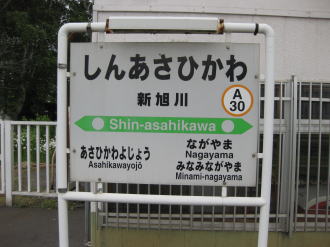 しんあさひかわ
新旭川
A
30
Shin-asahikawa
あさひかわよじょう
Asahikawayojō
ながやま
Nagayama
みなみながやま
Minami-nagayama